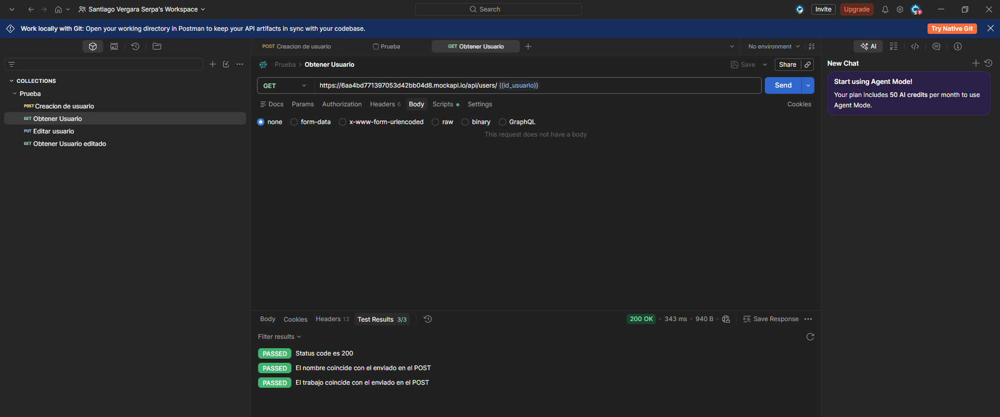 Santiago Vergara Serpa's Workspace
Search
Invite
Upgrade
Work locally with Git: Open your working directory in Postman to keep your API artifacts in sync with your codebase.
Try Native Git
POST Creacion de usuario
Prueba
GET Obtener Usuario
No environment
AI
HTTP Prueba > Obtener Usuario
Save
Share
New Chat
COLLECTIONS
Prueba
POST Creacion de usuario
GET Obtener Usuario
PUT Editar usuario
GET Obtener Usuario editado
GET
https://6aa4bd771397053d42bb04d8.mockapi.io/api/users/ {{id_usuario}}
Send
Start using Agent Mode!
Your plan includes 50 AI credits per month to use
Agent Mode.
Docs
Params
Authorization
Headers 6
Body
Scripts
Settings
Cookies
none
form-data
x-www-form-urlencoded
raw
binary
GraphQL
This request does not have a body
Body
Cookies
Headers 13
Test Results 3/3
200 OK
343 ms
940 B
e.g. Save Response
Filter results
PASSED Status code es 200
PASSED El nombre coincide con el enviado en el POST
PASSED El trabajo coincide con el enviado en el POST